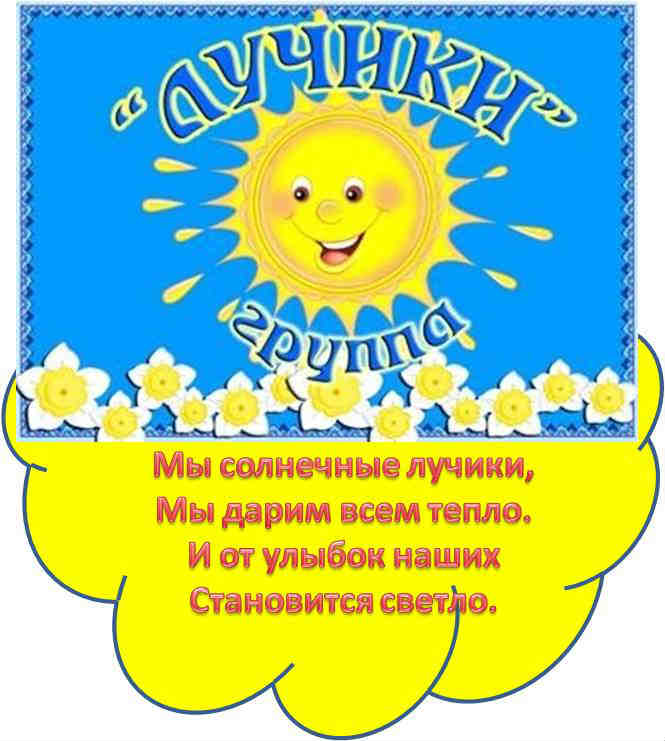 "ЛУЧИКИ"
группа
Мы солнечные лучики,
Мы дарим всем тепло.
И от улыбок наших
Становится светло.